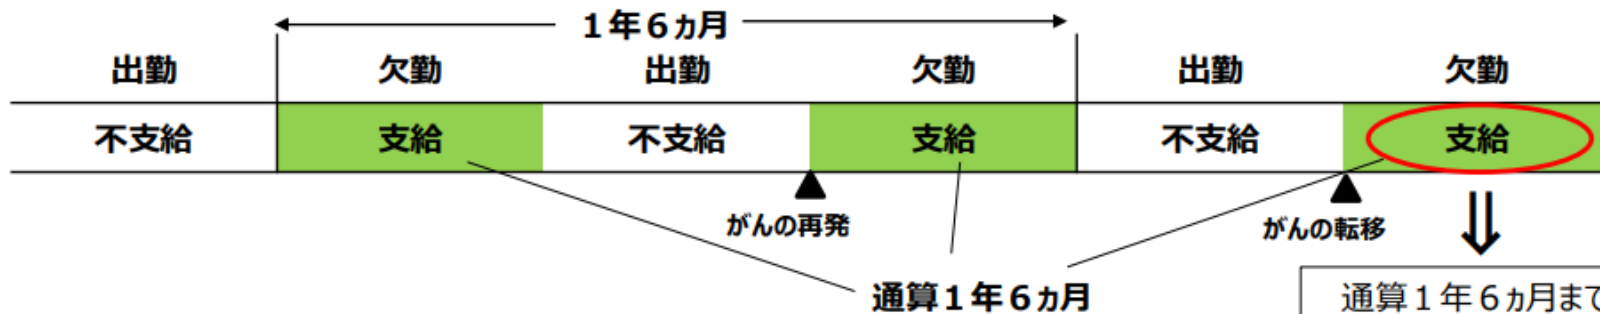 1年6ヵ月
出勤 欠勤 出勤 欠勤 出勤 欠勤
不支給 支給 不支給 支給 不支給 支給
がんの再発 がんの転移
通算1年6ヵ月
通算1年6ヵ月まで